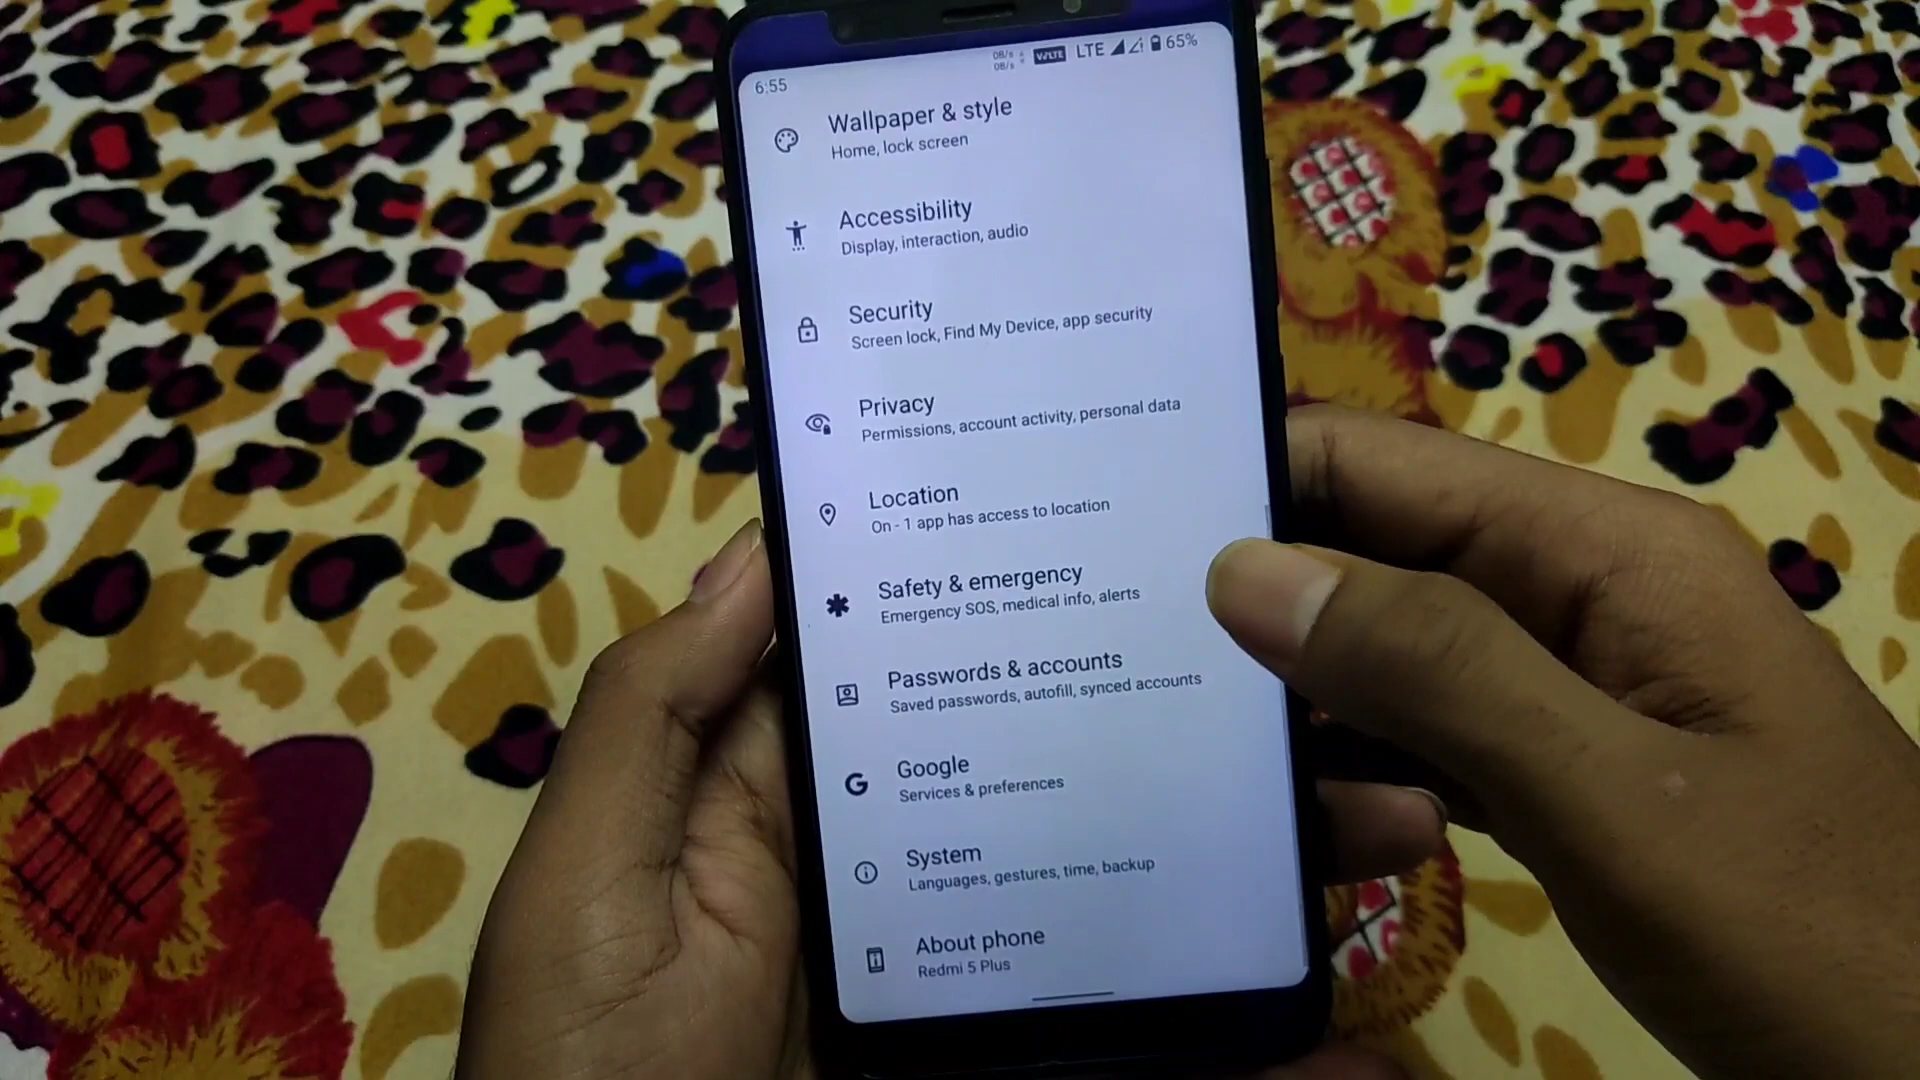 6:55
0B/s
0B/s
VoLTE LTE 65%
Wallpaper & style
Home, lock screen
Accessibility
Display, interaction, audio
Security
Screen lock, Find My Device, app security
Privacy
Permissions, account activity, personal data
Location
On - 1 app has access to location
Safety & emergency
Emergency SOS, medical info, alerts
Passwords & accounts
Saved passwords, autofill, synced accounts
Google
Services & preferences
System
Languages, gestures, time, backup
About phone
Redmi 5 Plus